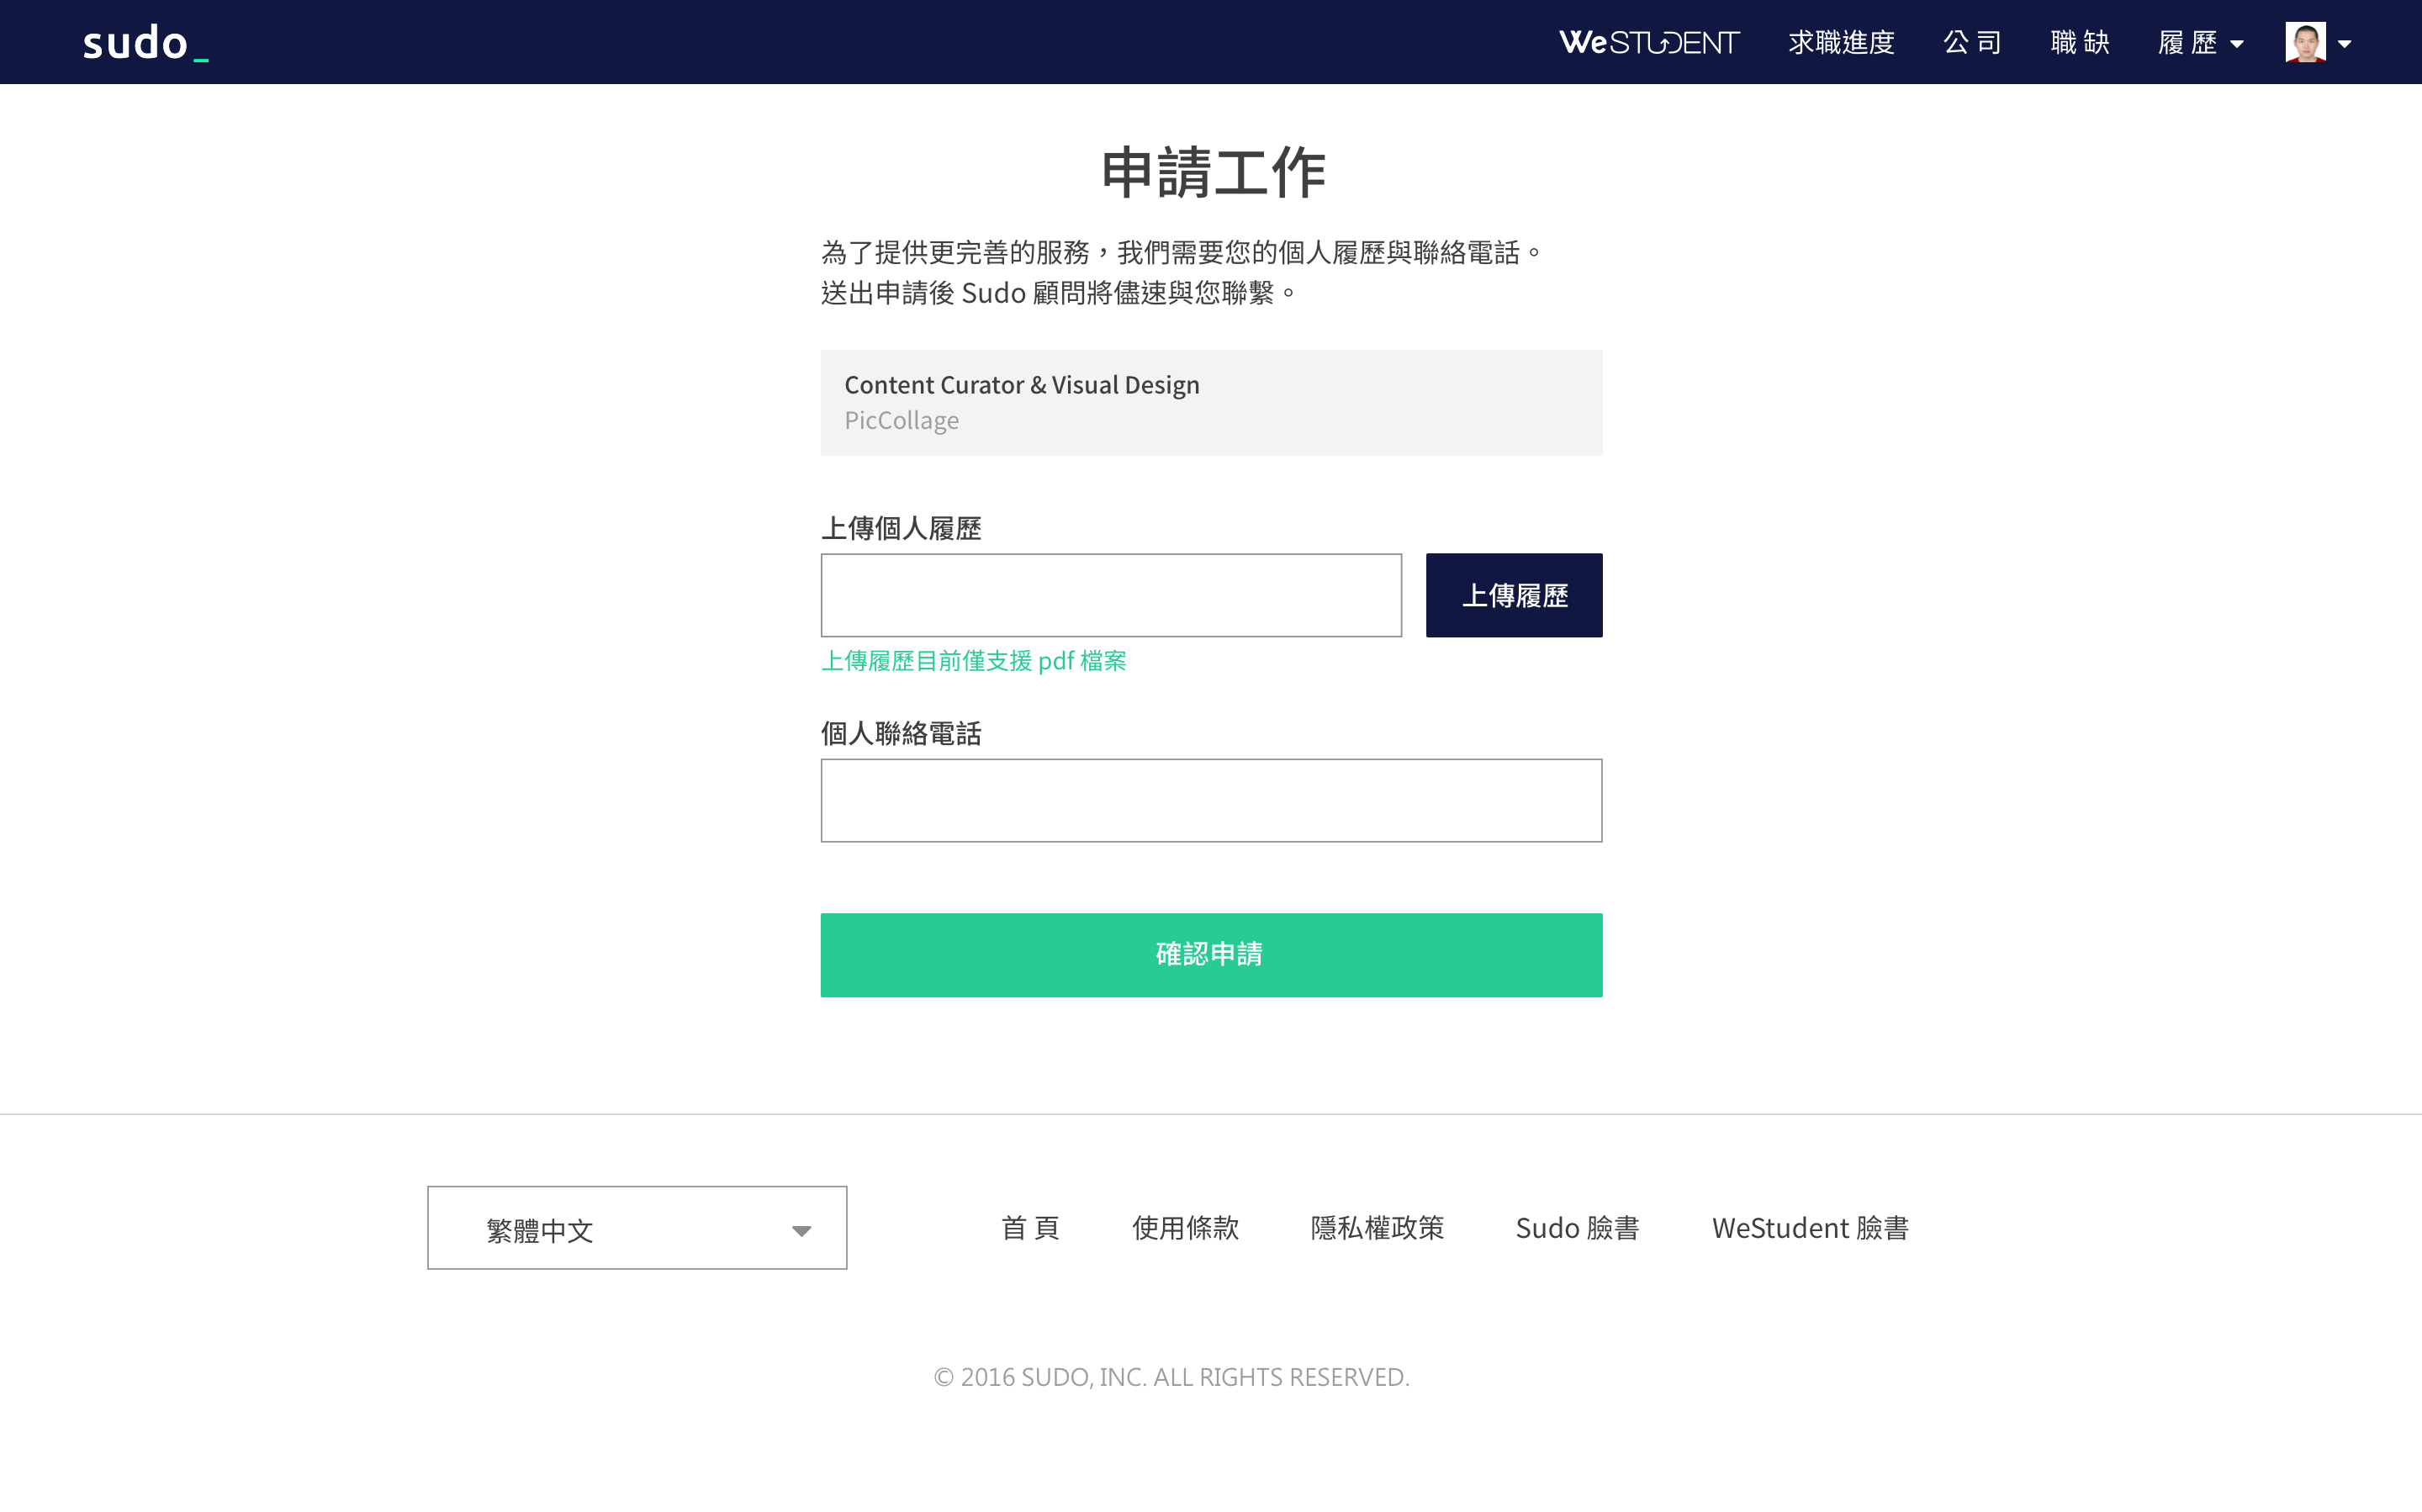 sudo_
WeSTUDENT 求職進度 公司 職缺 履歷
申請工作
為了提供更完善的服務，我們需要您的個人履歷與聯絡電話。
送出申請後 Sudo 顧問將儘速與您聯繫。
Content Curator & Visual Design
PicCollage
上傳個人履歷
上傳履歷
上傳履歷目前僅支援 pdf 檔案
個人聯絡電話
確認申請
繁體中文
首頁 使用條款 隱私權政策 Sudo 臉書 WeStudent 臉書
© 2016 SUDO, INC. ALL RIGHTS RESERVED.